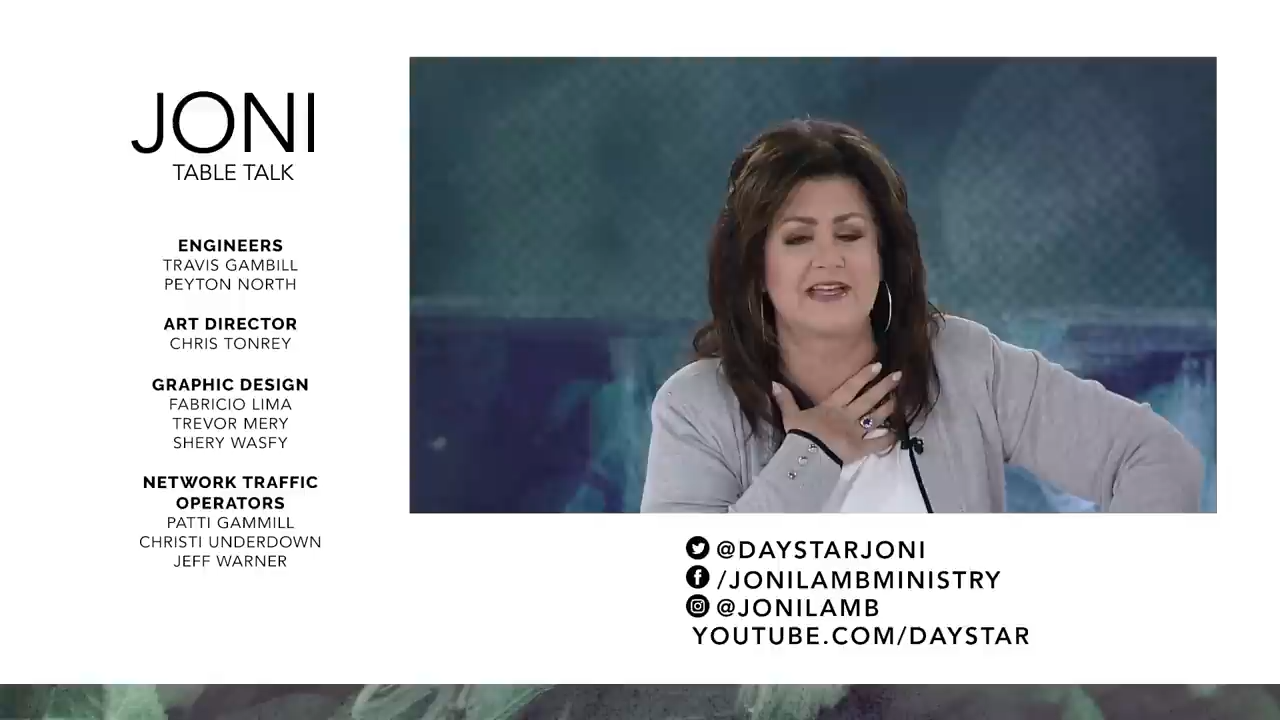 JONI
TABLE TALK
ENGINEERS
TRAVIS GAMBILL
PEYTON NORTH
ART DIRECTOR
CHRIS TONREY
GRAPHIC DESIGN
FABRICIO LIMA
TREVOR MERY
SHERY WASFY
NETWORK TRAFFIC
OPERATORS
PATTI GAMMILL
CHRISTI UNDERDOWN
JEFF WARNER
@DAYSTARJONI
/JONILAMBMINISTRY
@JONILAMB
YOUTUBE.COM/DAYSTAR